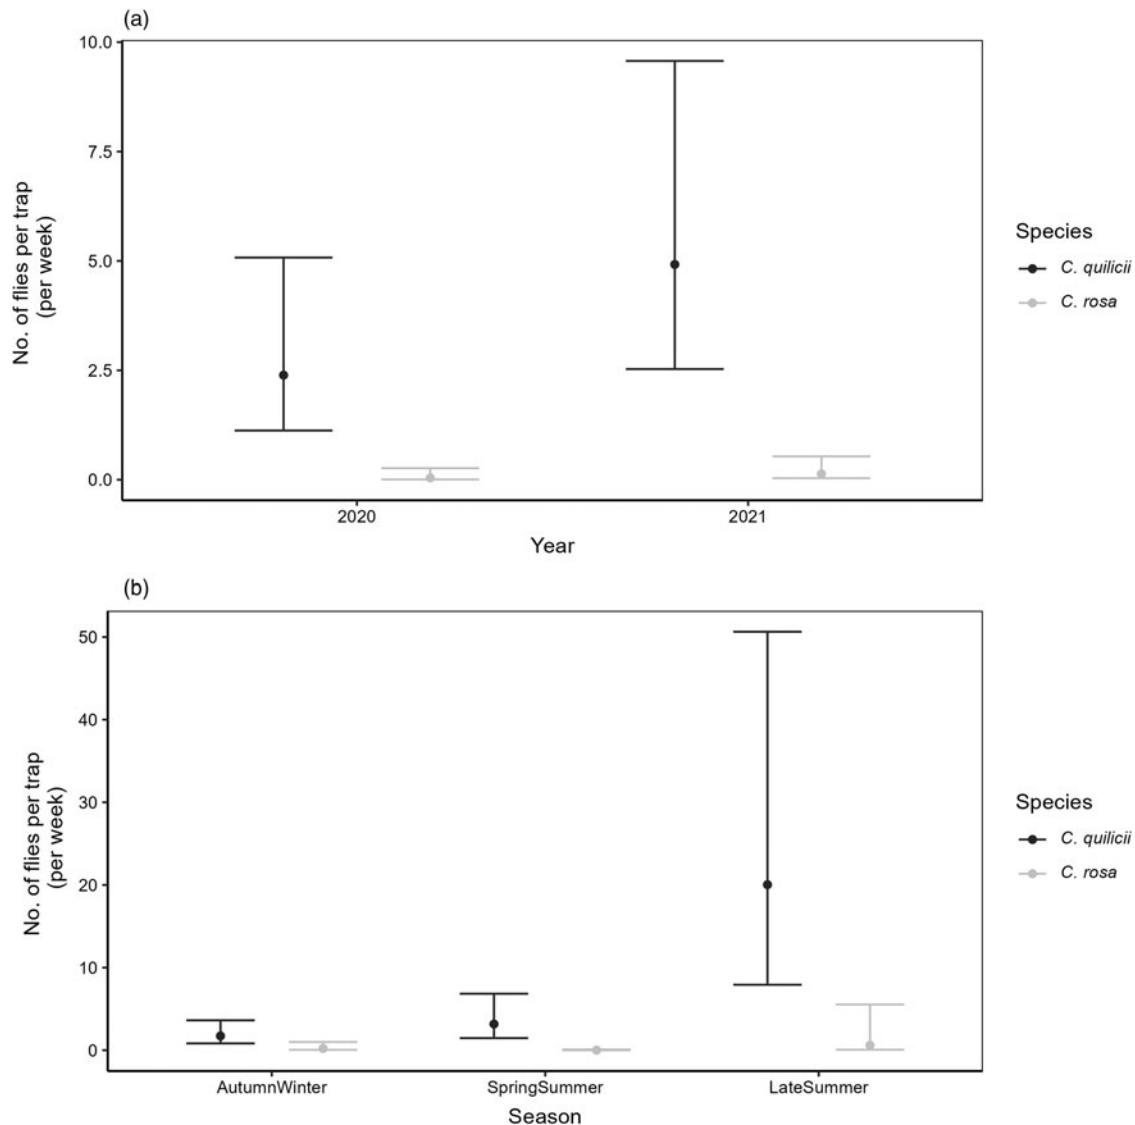 (a)
No. of flies per trap
(per week)
10.0
7.5
5.0
2.5
0.0
2020
2021
Year
Species
C. quilicii
C. rosa
(b)
No. of flies per trap
(per week)
50
40
30
20
10
0
AutumnWinter
SpringSummer
LateSummer
Season
Species
C. quilicii
C. rosa